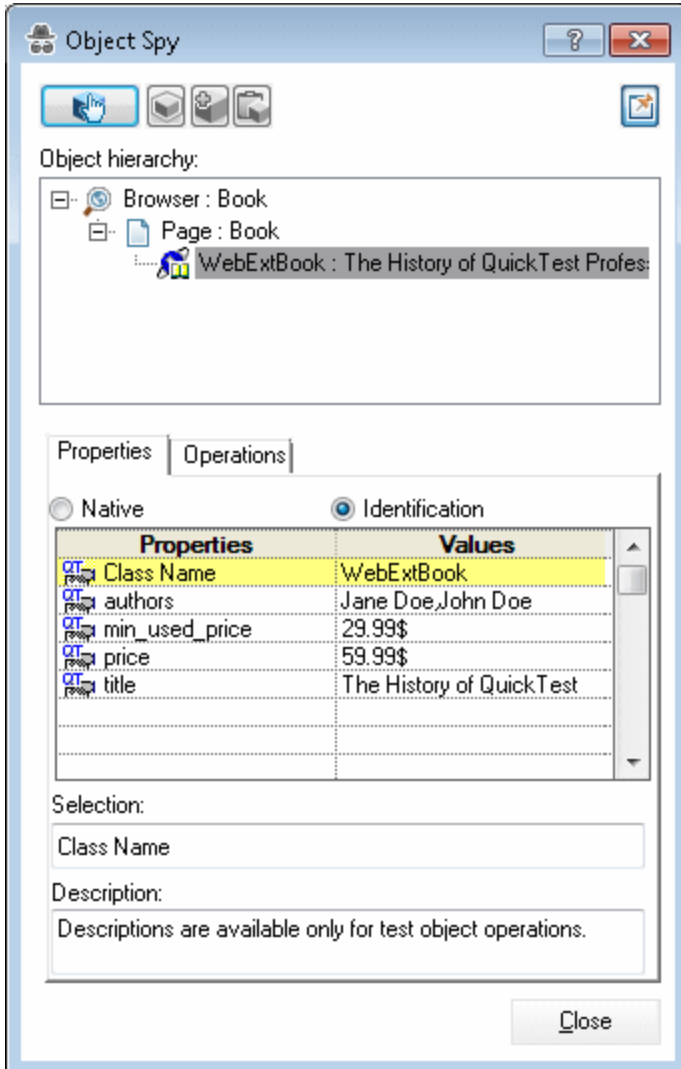 Object Spy
Object hierarchy:
Browser : Book
Page : Book
WebExtBook : The History of QuickTest Profes
Properties Operations
Native Identification
Properties Values
Class Name WebExtBook
authors Jane Doe,John Doe
min_used_price 29.99$
price 59.99$
title The History of QuickTest
Selection:
Class Name
Description:
Descriptions are available only for test object operations.
Close